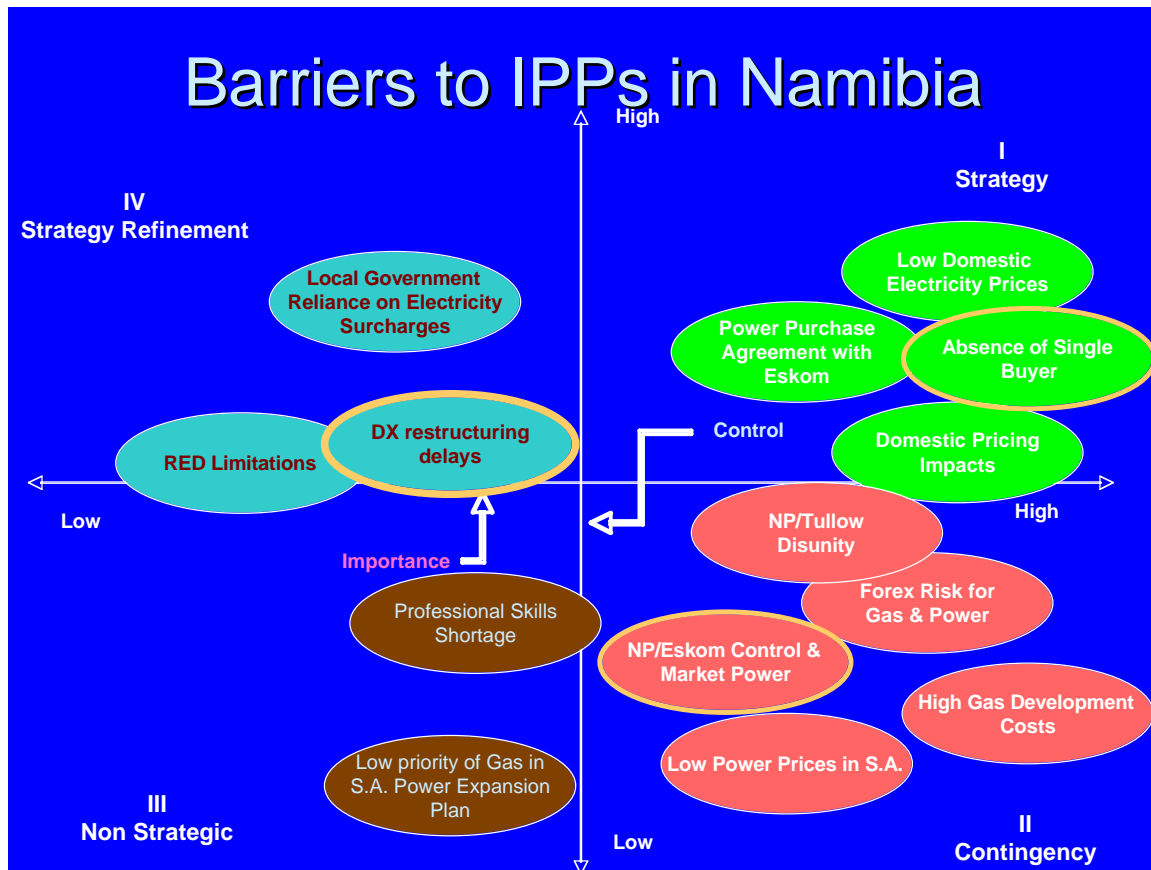 Barriers to IPPs in Namibia
High
I
Strategy
IV
Strategy Refinement
Low Domestic
Electricity Prices
Local Government
Reliance on Electricity
Surcharges
Power Purchase
Agreement with
Eskom
Absence of Single
Buyer
DX restructuring
delays
Control
Domestic Pricing
Impacts
RED Limitations
Low
High
NP/Tullow
Disunity
Importance
Forex Risk for
Gas & Power
Professional Skills
Shortage
NP/Eskom Control &
Market Power
High Gas Development
Costs
Low priority of Gas in
S.A. Power Expansion
Plan
Low Power Prices in S.A.
III
Non Strategic
Low
II
Contingency